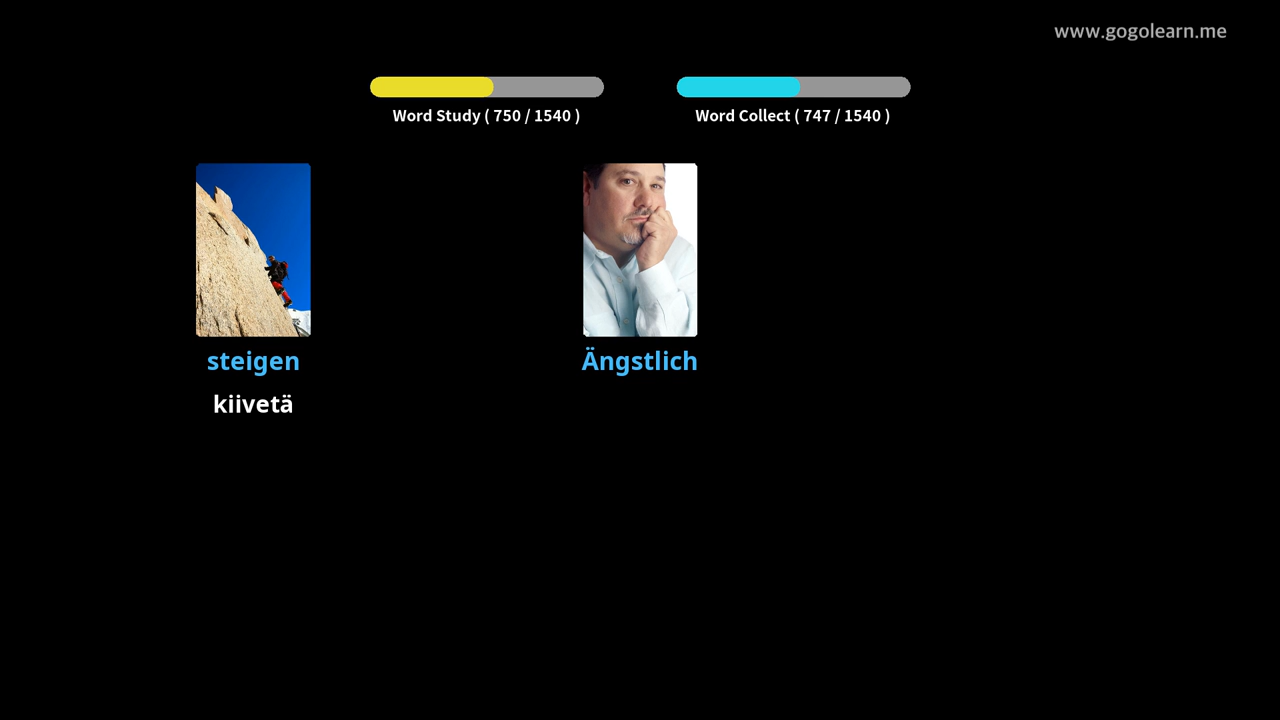 www.gogolearn.me
Word Study ( 750 / 1540 )
Word Collect ( 747 / 1540 )
steigen
Ängstlich
kiivetä